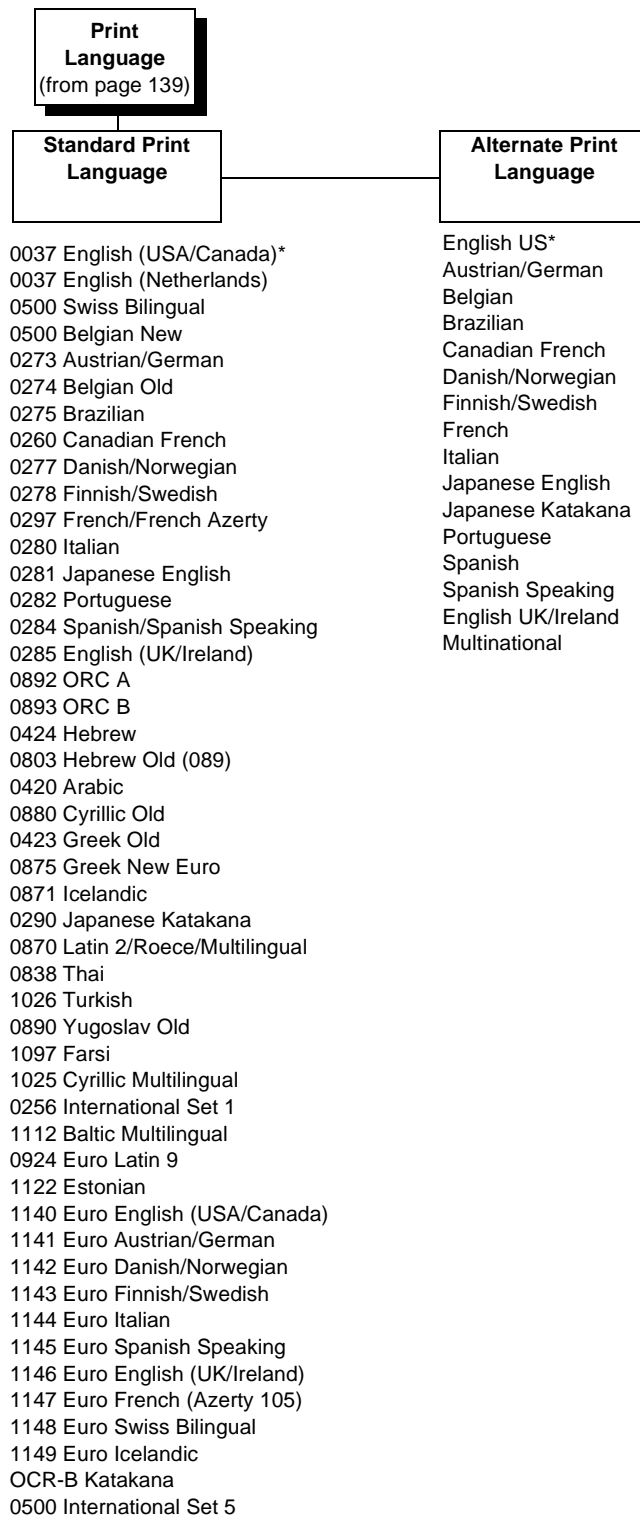 Print
Language
(from page 139)
Standard Print
Language
Alternate Print
Language
0037 English (USA/Canada)*
0037 English (Netherlands)
0500 Swiss Bilingual
0500 Belgian New
0273 Austrian/German
0274 Belgian Old
0275 Brazilian
0260 Canadian French
0277 Danish/Norwegian
0278 Finnish/Swedish
0297 French/French Azerty
0280 Italian
0281 Japanese English
0282 Portuguese
0284 Spanish/Spanish Speaking
0285 English (UK/Ireland)
0892 ORC A
0893 ORC B
0424 Hebrew
0803 Hebrew Old (089)
0420 Arabic
0880 Cyrillic Old
0423 Greek Old
0875 Greek New Euro
0871 Icelandic
0290 Japanese Katakana
0870 Latin 2/Roece/Multilingual
0838 Thai
1026 Turkish
0890 Yugoslav Old
1097 Farsi
1025 Cyrillic Multilingual
0256 International Set 1
1112 Baltic Multilingual
0924 Euro Latin 9
1122 Estonian
1140 Euro English (USA/Canada)
1141 Euro Austrian/German
1142 Euro Danish/Norwegian
1143 Euro Finnish/Swedish
1144 Euro Italian
1145 Euro Spanish Speaking
1146 Euro English (UK/Ireland)
1147 Euro French (Azerty 105)
1148 Euro Swiss Bilingual
1149 Euro Icelandic
OCR-B Katakana
0500 International Set 5
English US*
Austrian/German
Belgian
Brazilian
Canadian French
Danish/Norwegian
Finnish/Swedish
French
Italian
Japanese English
Japanese Katakana
Portuguese
Spanish
Spanish Speaking
English UK/Ireland
Multinational